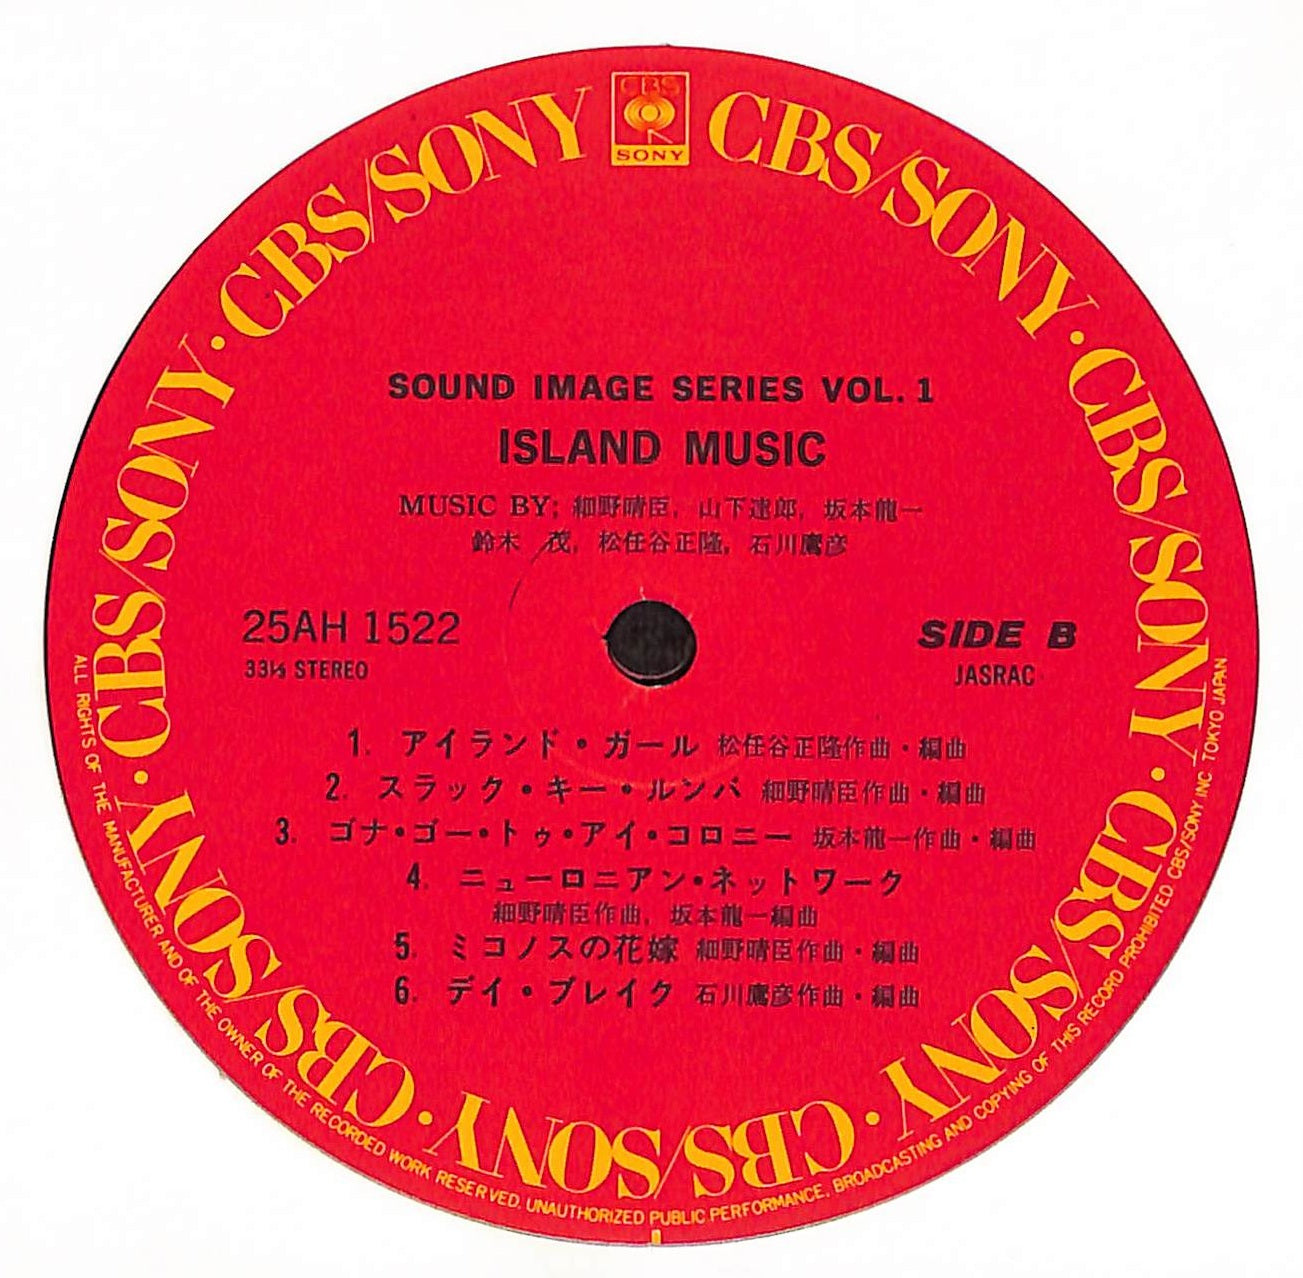 CBS
SONY
CBS/SONY · CBS/SONY · CBS/SONY · CBS/SONY · CBS/SONY · CBS/SONY · CBS/SONY · CBS/SONY
SOUND IMAGE SERIES VOL. 1
ISLAND MUSIC
MUSIC BY; 細野晴臣, 山下達郎, 坂本龍一
鈴木 茂, 松任谷正隆, 石川鷹彦
25AH 1522
SIDE B
33⅓ STEREO
JASRAC
1. アイランド・ガール 松任谷正隆作曲・編曲
2. スラック・キー・ルンバ 細野晴臣作曲・編曲
3. ゴナ・ゴー・トゥ・アイ・コロニー 坂本龍一作曲・編曲
4. ニューロニアン・ネットワーク
細野晴臣作曲, 坂本龍一編曲
5. ミコノスの花嫁 細野晴臣作曲・編曲
6. デイ・ブレイク 石川鷹彦作曲・編曲
ALL RIGHTS OF THE MANUFACTURER AND OF THE OWNER OF THE RECORDED WORK RESERVED. UNAUTHORIZED PUBLIC PERFORMANCE, BROADCASTING AND COPYING OF THIS RECORD PROHIBITED CBS/SONY INC. TOKYO JAPAN